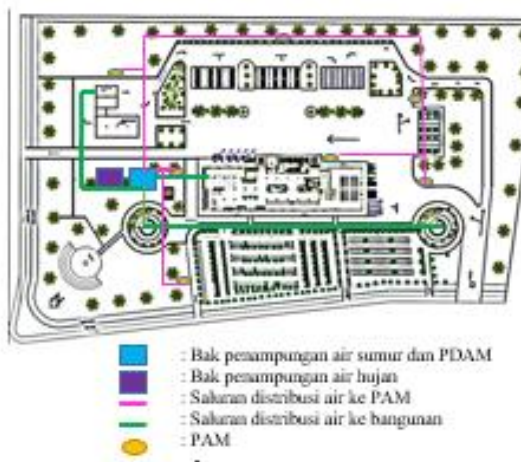 : Bak penampungan air sumur dan PDAM
: Bak penampungan air hujan
: Saluran distribusi air ke PAM
: Saluran distribusi air ke bangunan
: PAM